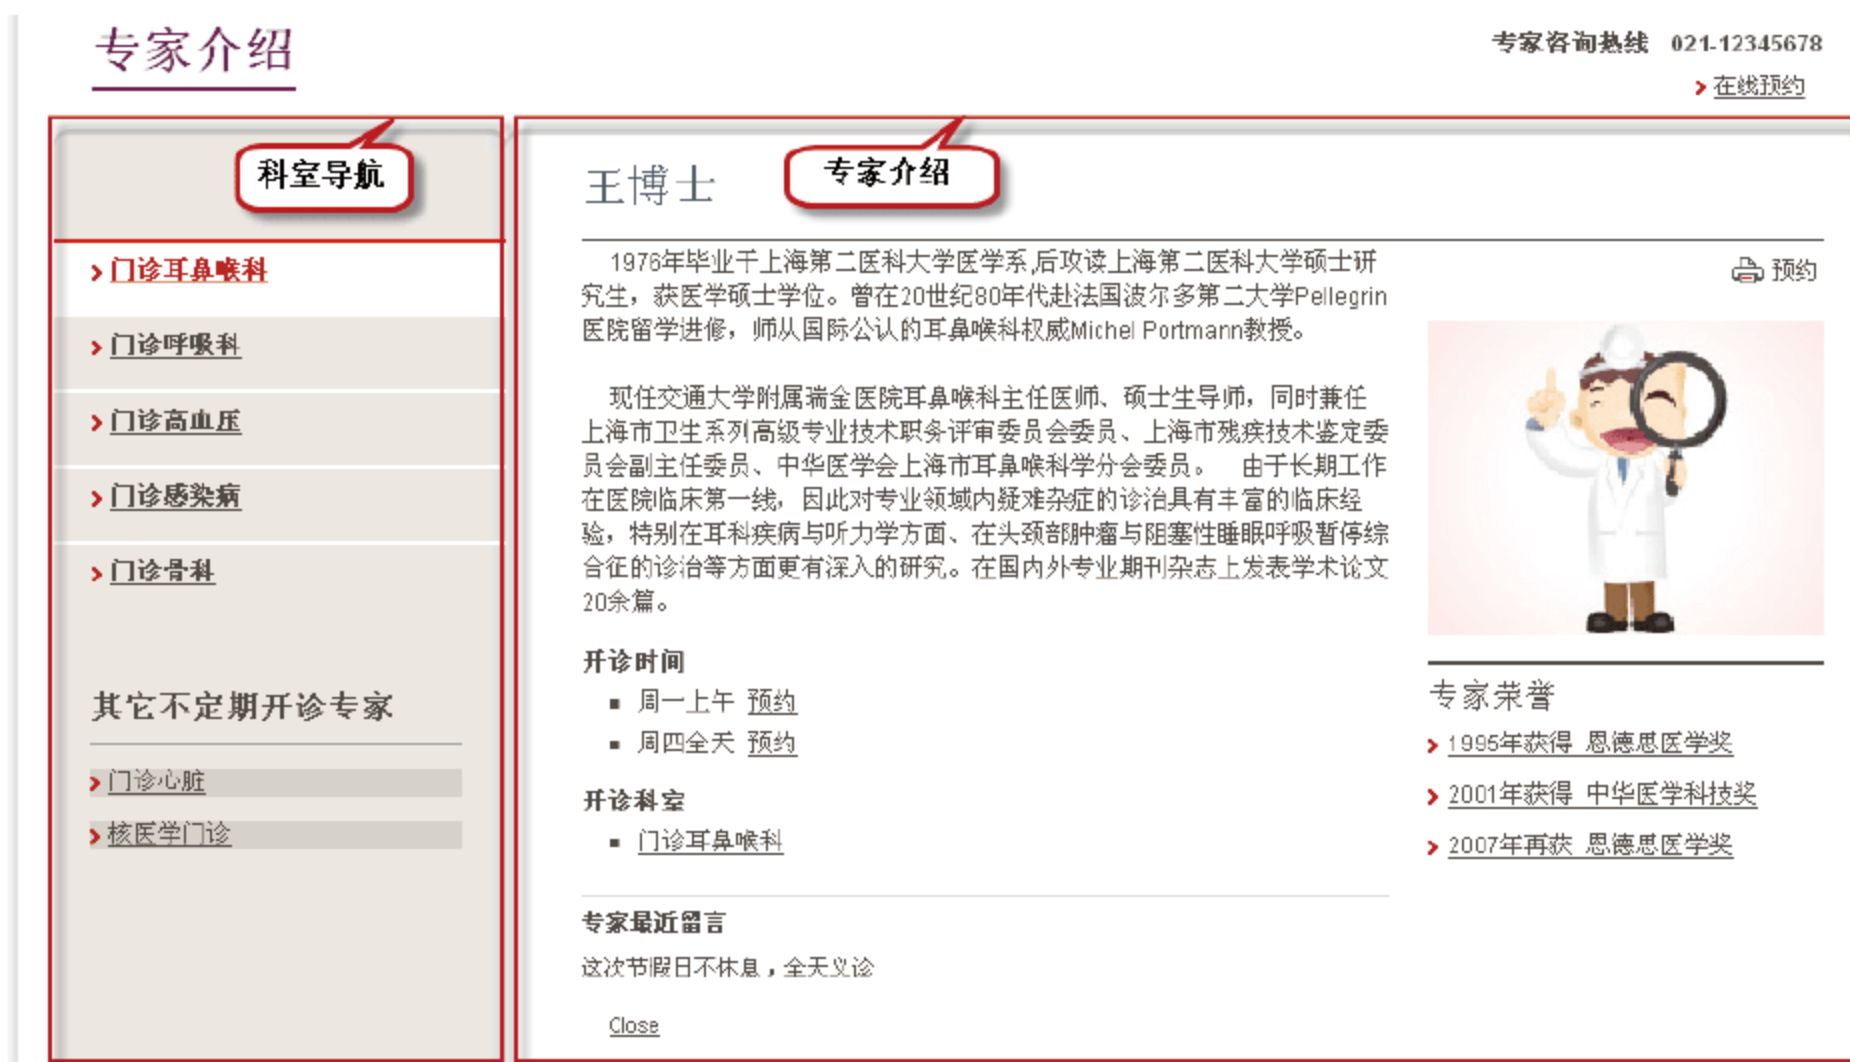 专家介绍
专家咨询热线 021-12345678
在线预约
科室导航
门诊耳鼻喉科
门诊呼吸科
门诊高血压
门诊感染病
门诊骨科
其它不定期开诊专家
门诊心脏
核医学门诊
王博士
专家介绍
1976年毕业于上海第二医科大学医学系,后攻读上海第二医科大学硕士研
究生，获医学硕士学位。曾在20世纪80年代赴法国波尔多第二大学Pellegrin
医院留学进修，师从国际公认的耳鼻喉科权威Michel Portmann教授。
现任交通大学附属瑞金医院耳鼻喉科主任医师、硕士生导师，同时兼任
上海市卫生系列高级专业技术职务评审委员会委员、上海市残疾技术鉴定委
员会副主任委员、中华医学会上海市耳鼻喉科学分会委员。 由于长期工作
在医院临床第一线，因此对专业领域内疑难杂症的诊治具有丰富的临床经
验，特别在耳科疾病与听力学方面、在头颈部肿瘤与阻塞性睡眠呼吸暂停综
合征的诊治等方面更有深入的研究。在国内外专业期刊杂志上发表学术论文
20余篇。
开诊时间
周一上午 预约
周四全天 预约
开诊科室
门诊耳鼻喉科
专家最近留言
这次节假日不休息，全天义诊
Close
预约
专家荣誉
1995年获得 恩德思医学奖
2001年获得 中华医学科技奖
2007年再获 恩德思医学奖